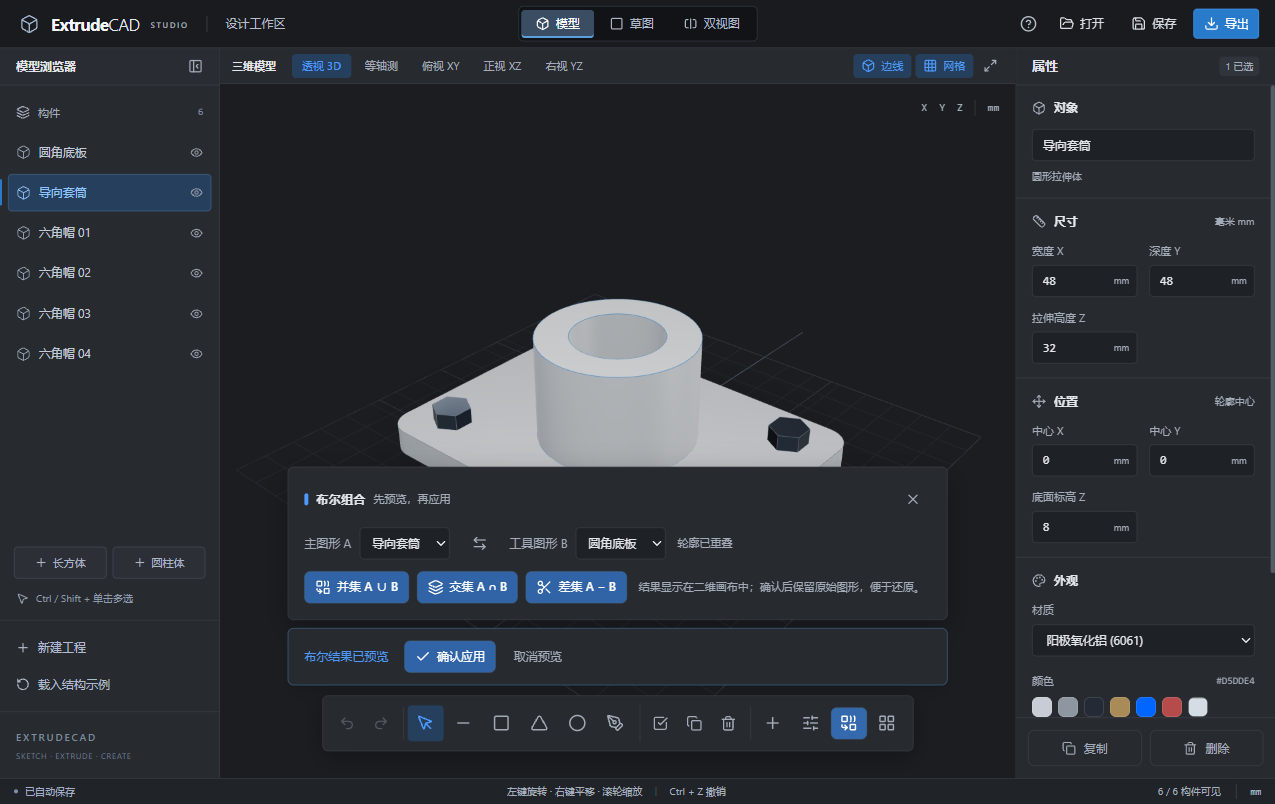 ExtrudeCAD STUDIO 设计工作区 模型 草图 双视图 打开 保存 导出
模型浏览器
构件 6
圆角底板
导向套筒
六角帽 01
六角帽 02
六角帽 03
六角帽 04
长方体 圆柱体
Ctrl / Shift + 单击多选
新建工程
载入结构示例
EXTRUDECAD
SKETCH · EXTRUDE · CREATE
三维模型 透视 3D 等轴测 俯视 XY 正视 XZ 右视 YZ 边线 网格
X Y Z mm
布尔组合 先预览，再应用
主图形 A 导向套筒 工具图形 B 圆角底板 轮廓已重叠
并集 A ∪ B 交集 A ∩ B 差集 A − B 结果显示在二维画布中；确认后保留原始图形，便于还原。
布尔结果已预览 确认应用 取消预览
属性 1 已选
对象
导向套筒
圆形拉伸体
尺寸 毫米 mm
宽度 X 深度 Y
48 mm 48 mm
拉伸高度 Z
32 mm
位置 轮廓中心
中心 X 中心 Y
0 mm 0 mm
底面标高 Z
8 mm
外观
材质
阳极氧化铝 (6061)
颜色 #D5DDE4
复制 删除
已自动保存 左键旋转 · 右键平移 · 滚轮缩放 Ctrl + Z 撤销 6 / 6 构件可见 mm